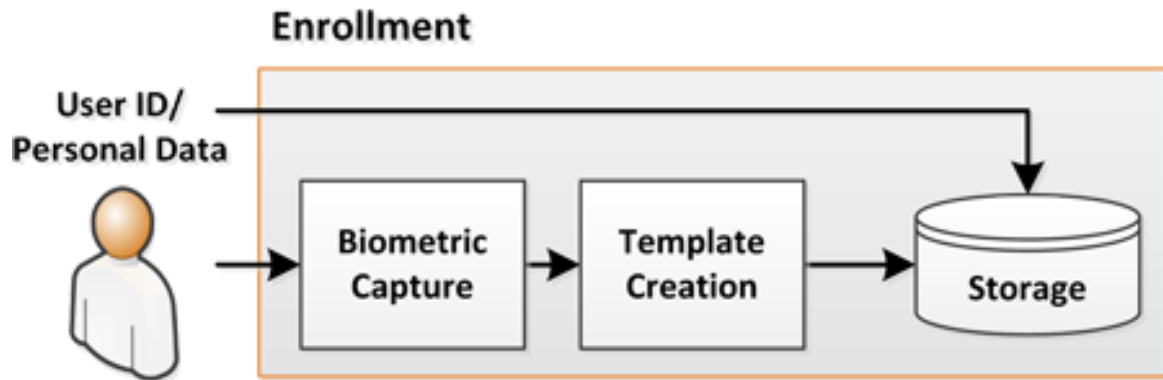 Enrollment
User ID/
Personal Data
Biometric
Capture
Template
Creation
Storage